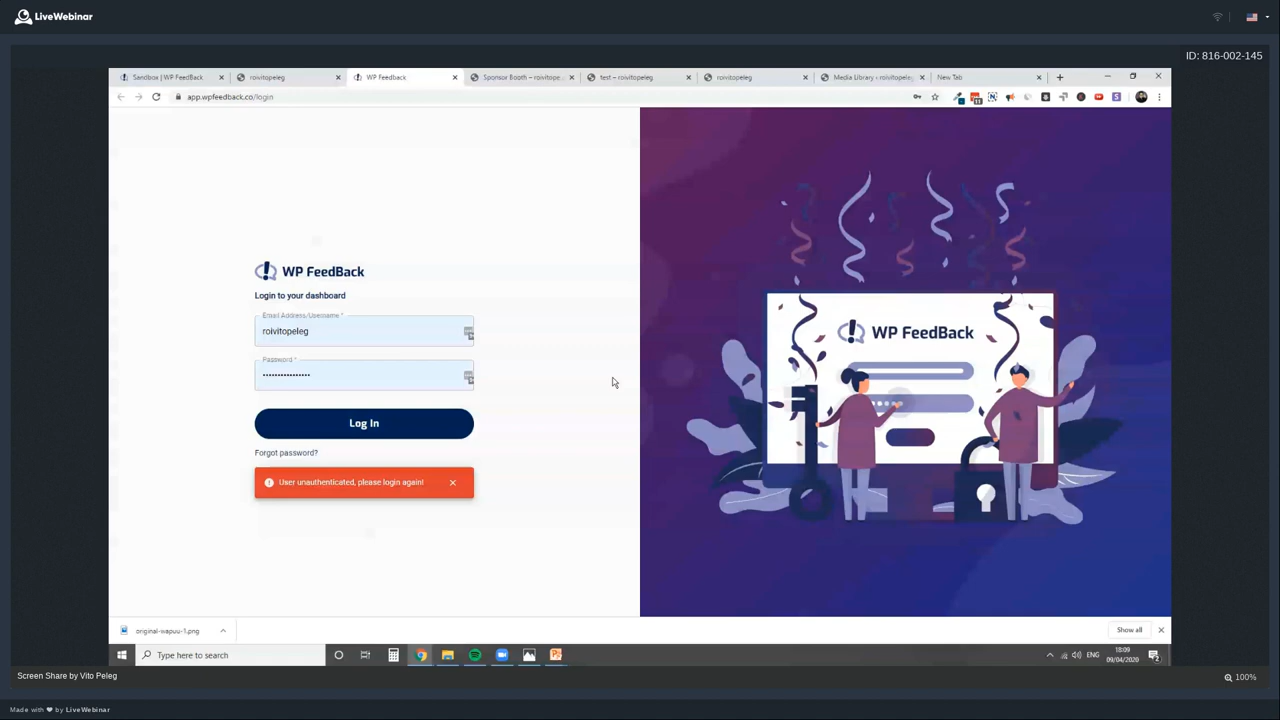 LiveWebinar
ID: 816-002-145
Sandbox | WP FeedBack
roivitopeleg
WP Feedback
Sponsor Booth – roivitope
test – roivitopeleg
roivitopeleg
Media Library ‹ roivitopeleg
New Tab
app.wpfeedback.co/login
WP FeedBack
Login to your dashboard
Email Address/Username *
roivitopeleg
Password *
Log In
Forgot password?
User unauthenticated, please login again!
WP FeedBack
original-wapuu-1.png
Show all
Type here to search
ENG
18:09
09/04/2020
Screen Share by Vito Peleg
100%
Made with ❤ by LiveWebinar